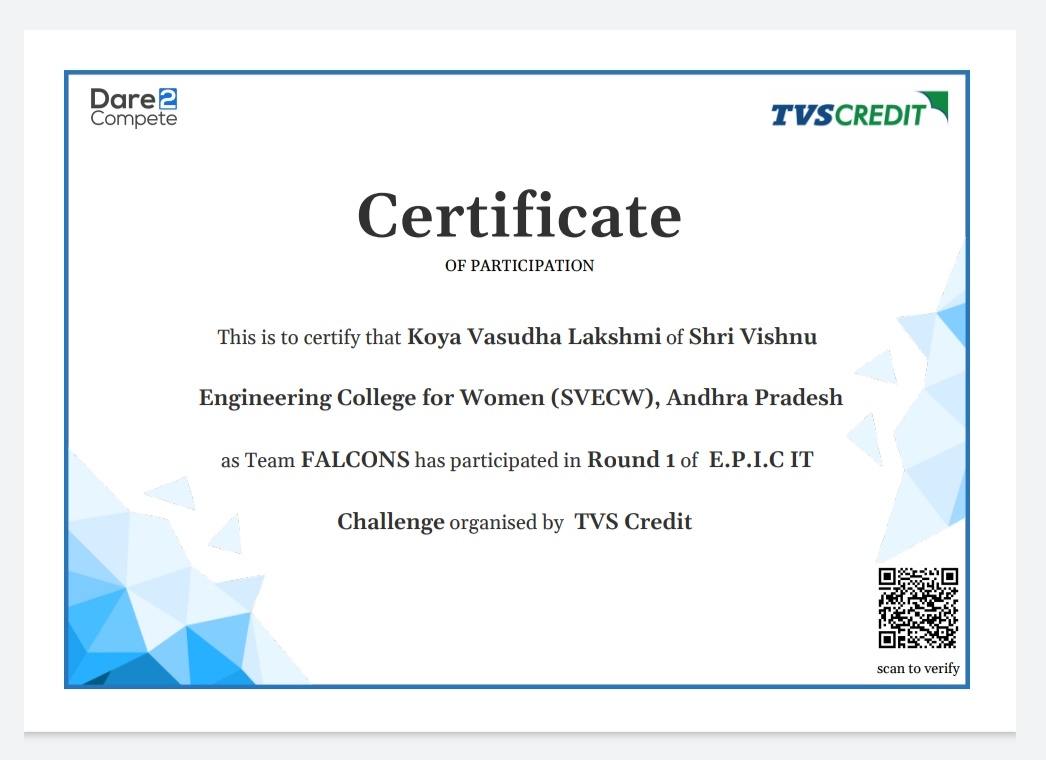 Dare2
Compete
TVSCREDIT
Certificate
OF PARTICIPATION
This is to certify that Koya Vasudha Lakshmi of Shri Vishnu
Engineering College for Women (SVECW), Andhra Pradesh
as Team FALCONS has participated in Round 1 of E.P.I.C IT
Challenge organised by TVS Credit
scan to verify